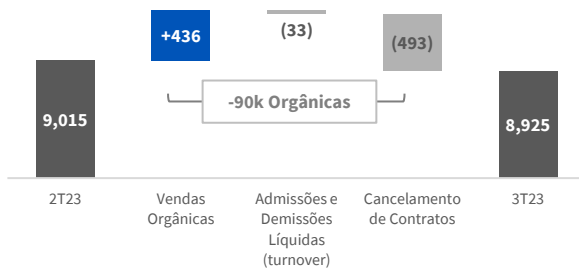 +436
(33)
(493)
-90k Orgânicas
9,015
8,925
2T23
Vendas
Orgânicas
Admissões e
Demissões
Líquidas
(turnover)
Cancelamento
de Contratos
3T23